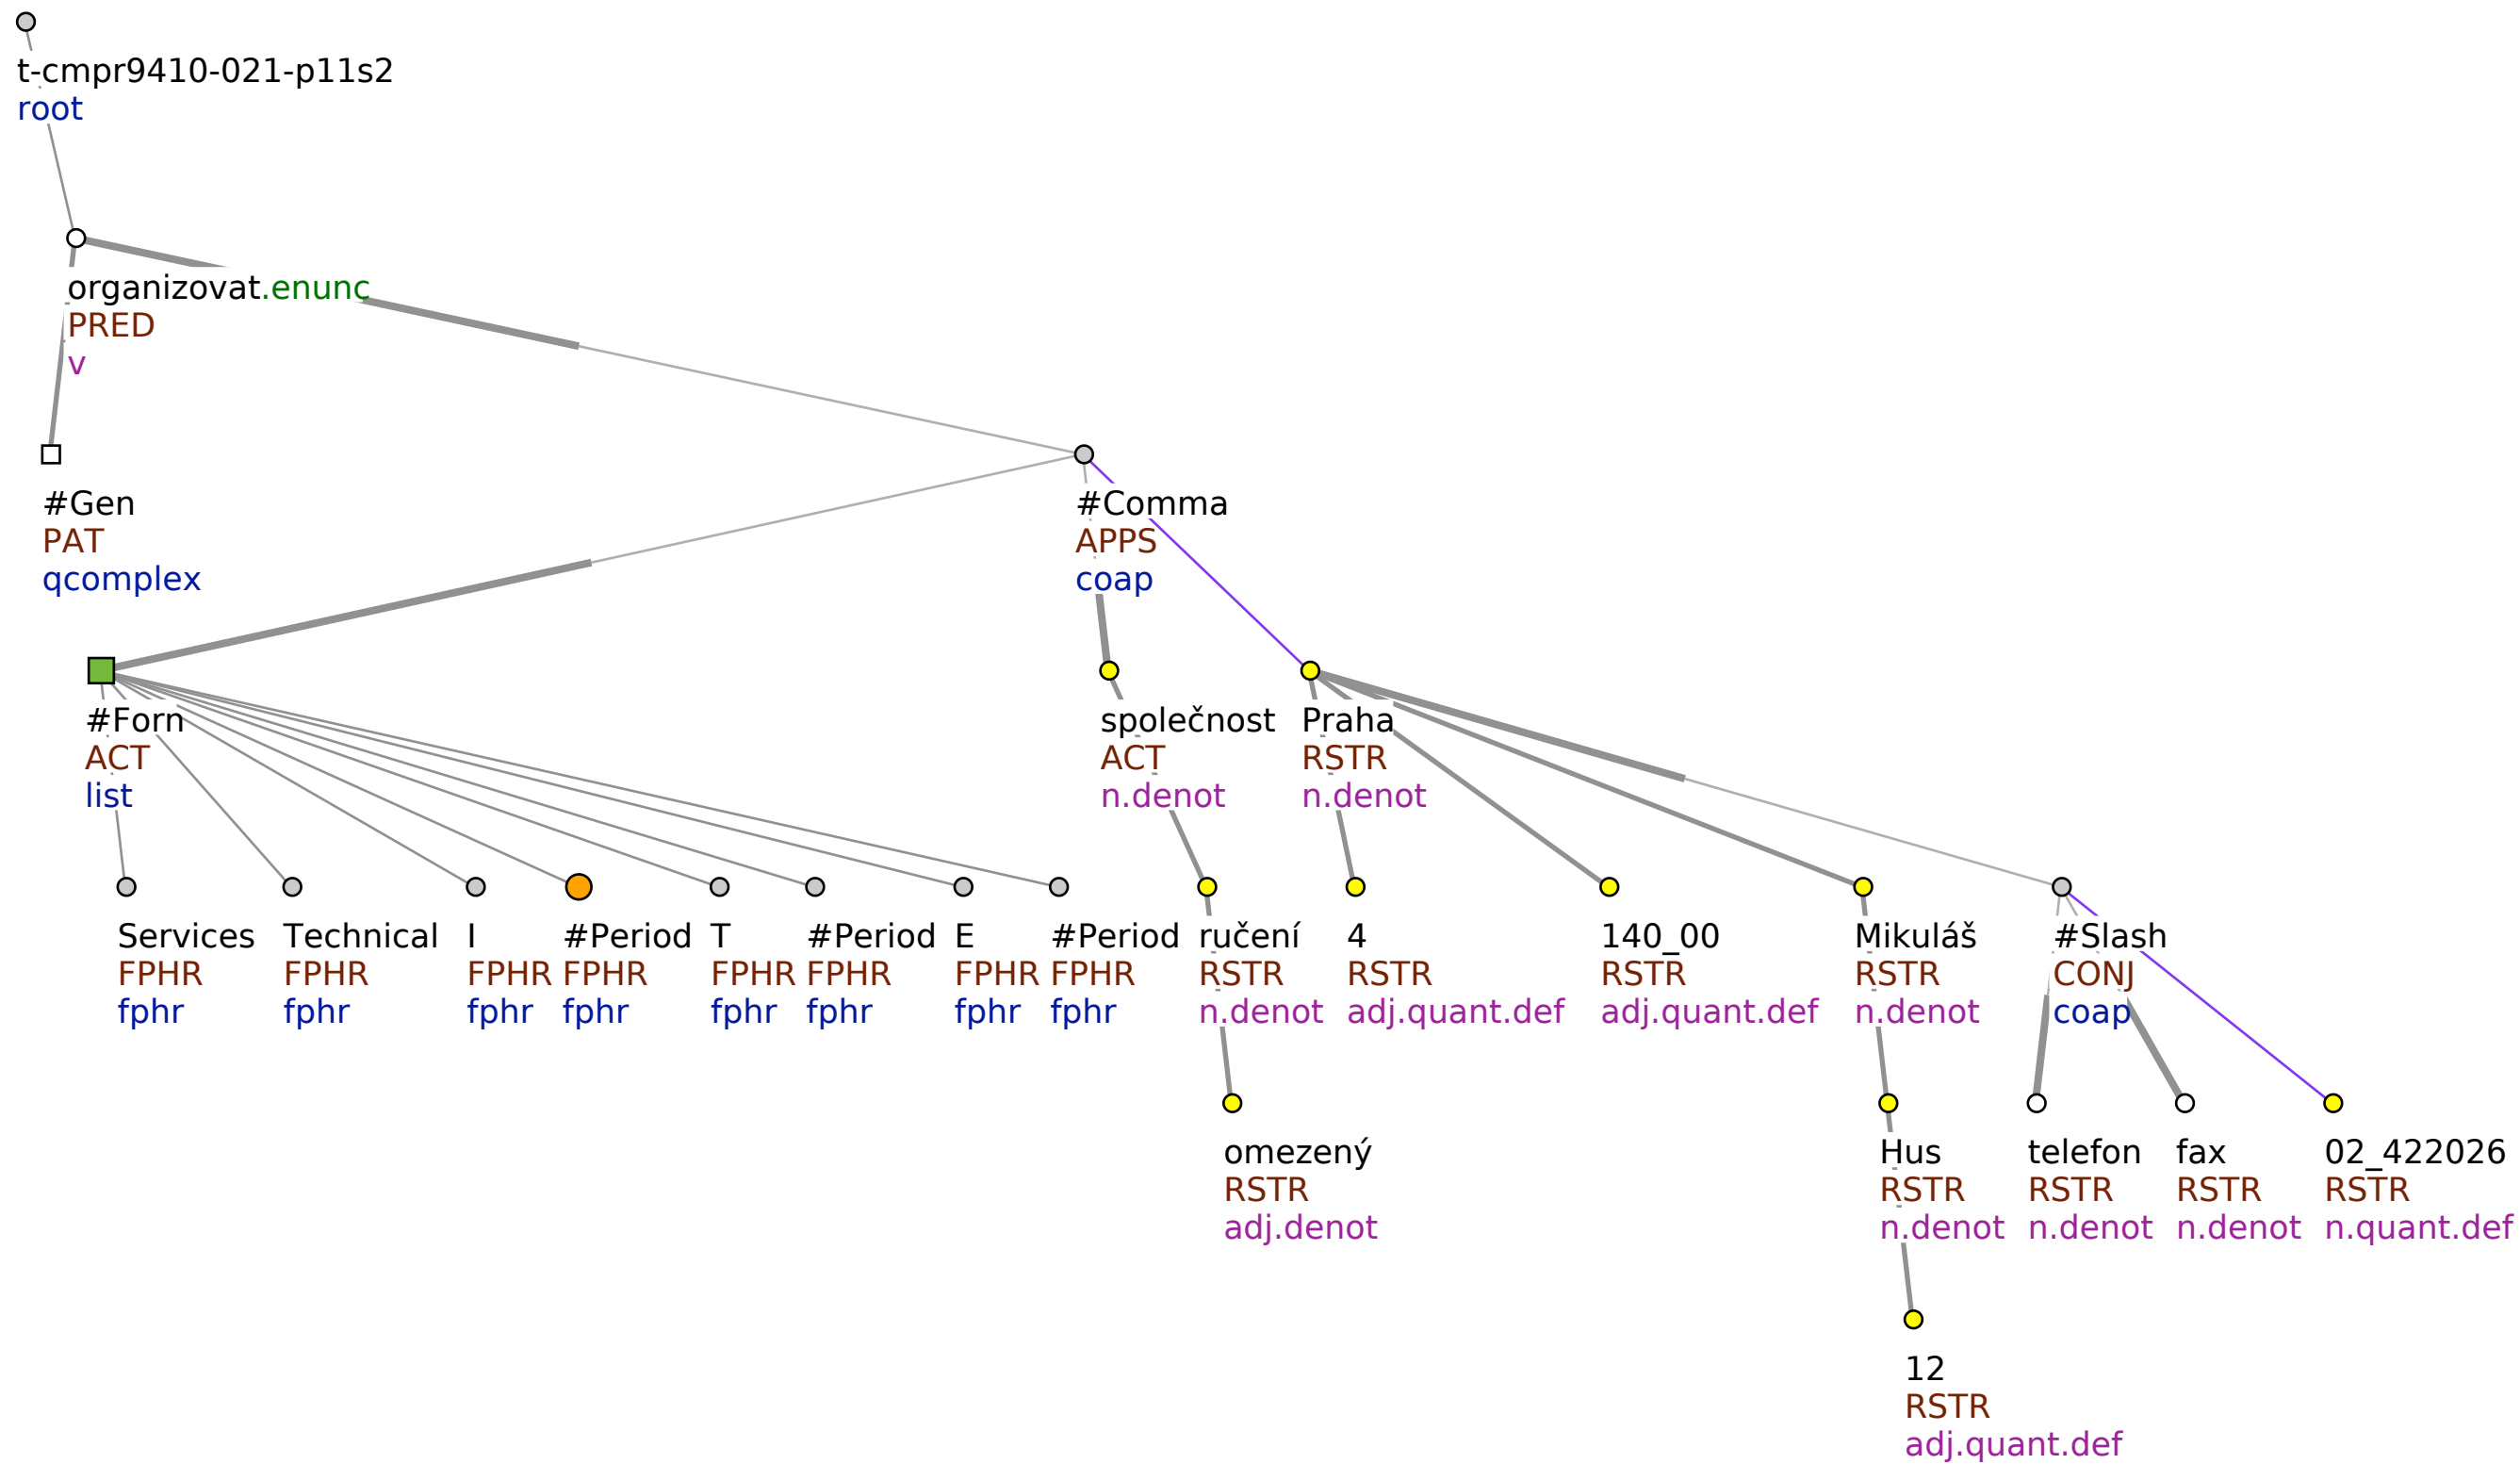 t-cmpr9410-021-p11s2
root
organizovat.enunc
PRED
v
#Gen
PAT
qcomplex
#Comma
APPS
coap
#Forn
ACT
list
společnost
ACT
n.denot
Praha
RSTR
n.denot
Services
FPHR
fphr
Technical
FPHR
fphr
I
FPHR
fphr
#Period
FPHR
fphr
T
FPHR
fphr
#Period
FPHR
fphr
E
FPHR
fphr
#Period
FPHR
fphr
ručení
RSTR
n.denot
4
RSTR
adj.quant.def
140_00
RSTR
adj.quant.def
Mikuláš
RSTR
n.denot
#Slash
CONJ
coap
omezený
RSTR
adj.denot
Hus
RSTR
n.denot
telefon
RSTR
n.denot
fax
RSTR
n.denot
02_422026
RSTR
n.quant.def
12
RSTR
adj.quant.def